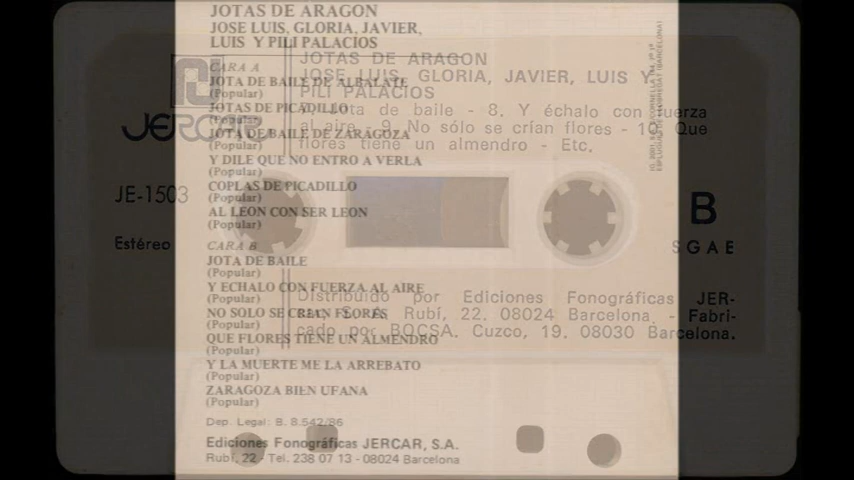 JOTAS DE ARAGON
JOSE LUIS, GLORIA, JAVIER,
LUIS Y PILI PALACIOS
CARA A
JOTA DE BAILE DE ALBALATE
(Popular)
JOTAS DE PICADILLO
(Popular)
JOTA DE BAILE DE ZARAGOZA
(Popular)
Y DILE QUE NO ENTRO A VERLA
(Popular)
COPLAS DE PICADILLO
(Popular)
AL LEON CON SER LEON
(Popular)
CARA B
JOTA DE BAILE
(Popular)
Y ECHALO CON FUERZA AL AIRE
(Popular)
NO SOLO SE CRIAN FLORES
(Popular)
QUE FLORES TIENE UN ALMENDRO
(Popular)
Y LA MUERTE ME LA ARREBATO
(Popular)
ZARAGOZA BIEN UFANA
(Popular)
Dep. Legal: B. 8.542/86
Ediciones Fonográficas JERCAR, S.A.
Rubí, 22 - Tel. 238 07 13 - 08024 Barcelona
JE-1503
Estéreo
JOTAS DE ARAGON
JOSE LUIS, GLORIA, JAVIER, LUIS Y
PILI PALACIOS
Jota de baile - 8. Y échalo con fuerza
al aire - 9. No sólo se crían flores - 10. Que
flores tiene un almendro - Etc.
B
SGAE
Distribuido por Ediciones Fonográficas JER-
Rubí, 22. 08024 Barcelona - Fabri-
cado por BOCSA. Cuzco, 19. 08030 Barcelona.